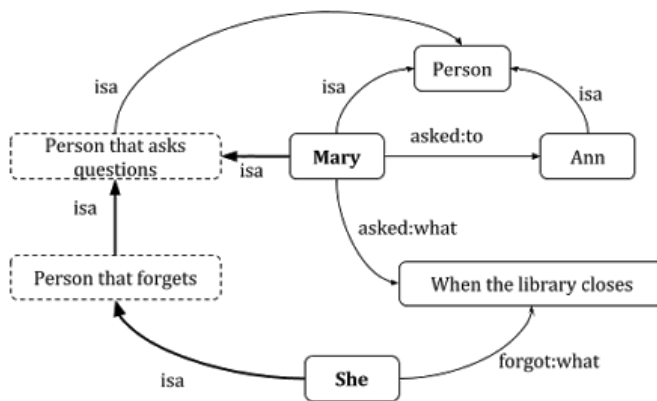 Person
isa
isa
isa
Person that asks
questions
isa
Mary
asked:to
Ann
isa
asked:what
Person that forgets
When the library closes
isa
She
forgot:what